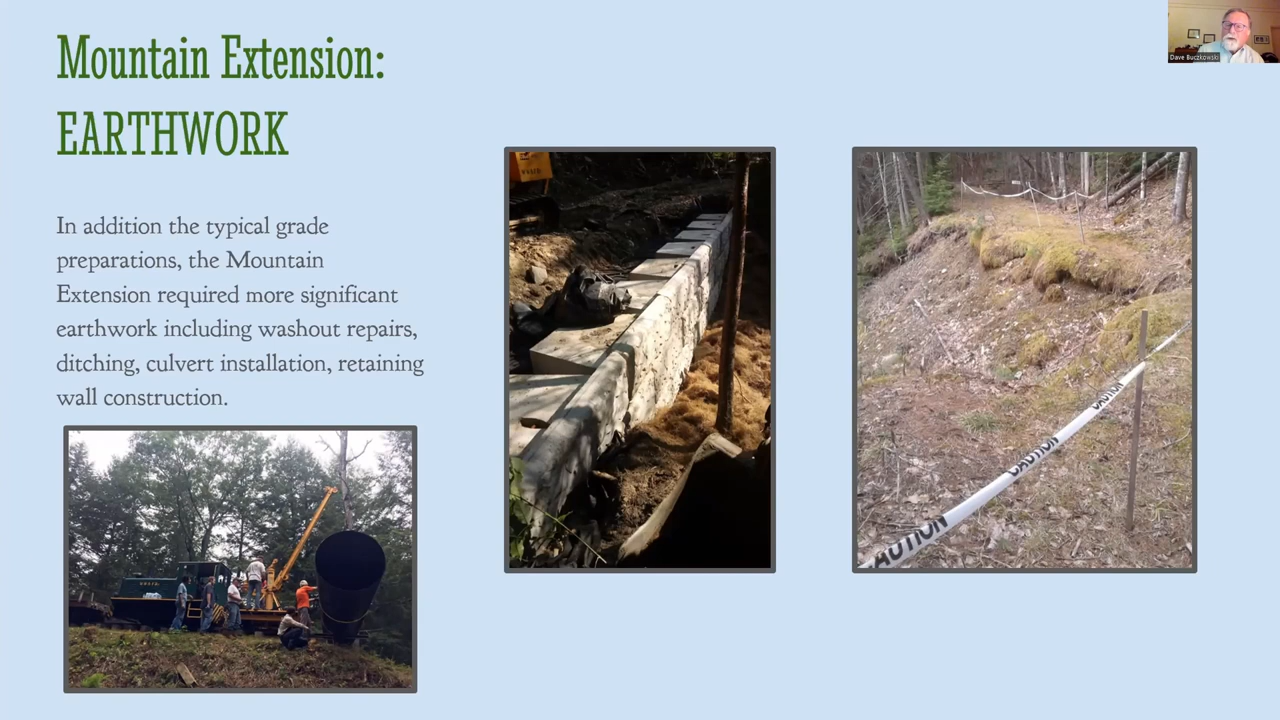 Mountain Extension:
EARTHWORK
In addition the typical grade
preparations, the Mountain
Extension required more significant
earthwork including washout repairs,
ditching, culvert installation, retaining
wall construction.
Dave Buczkowski
CAUTION
CAUTION
AUTION